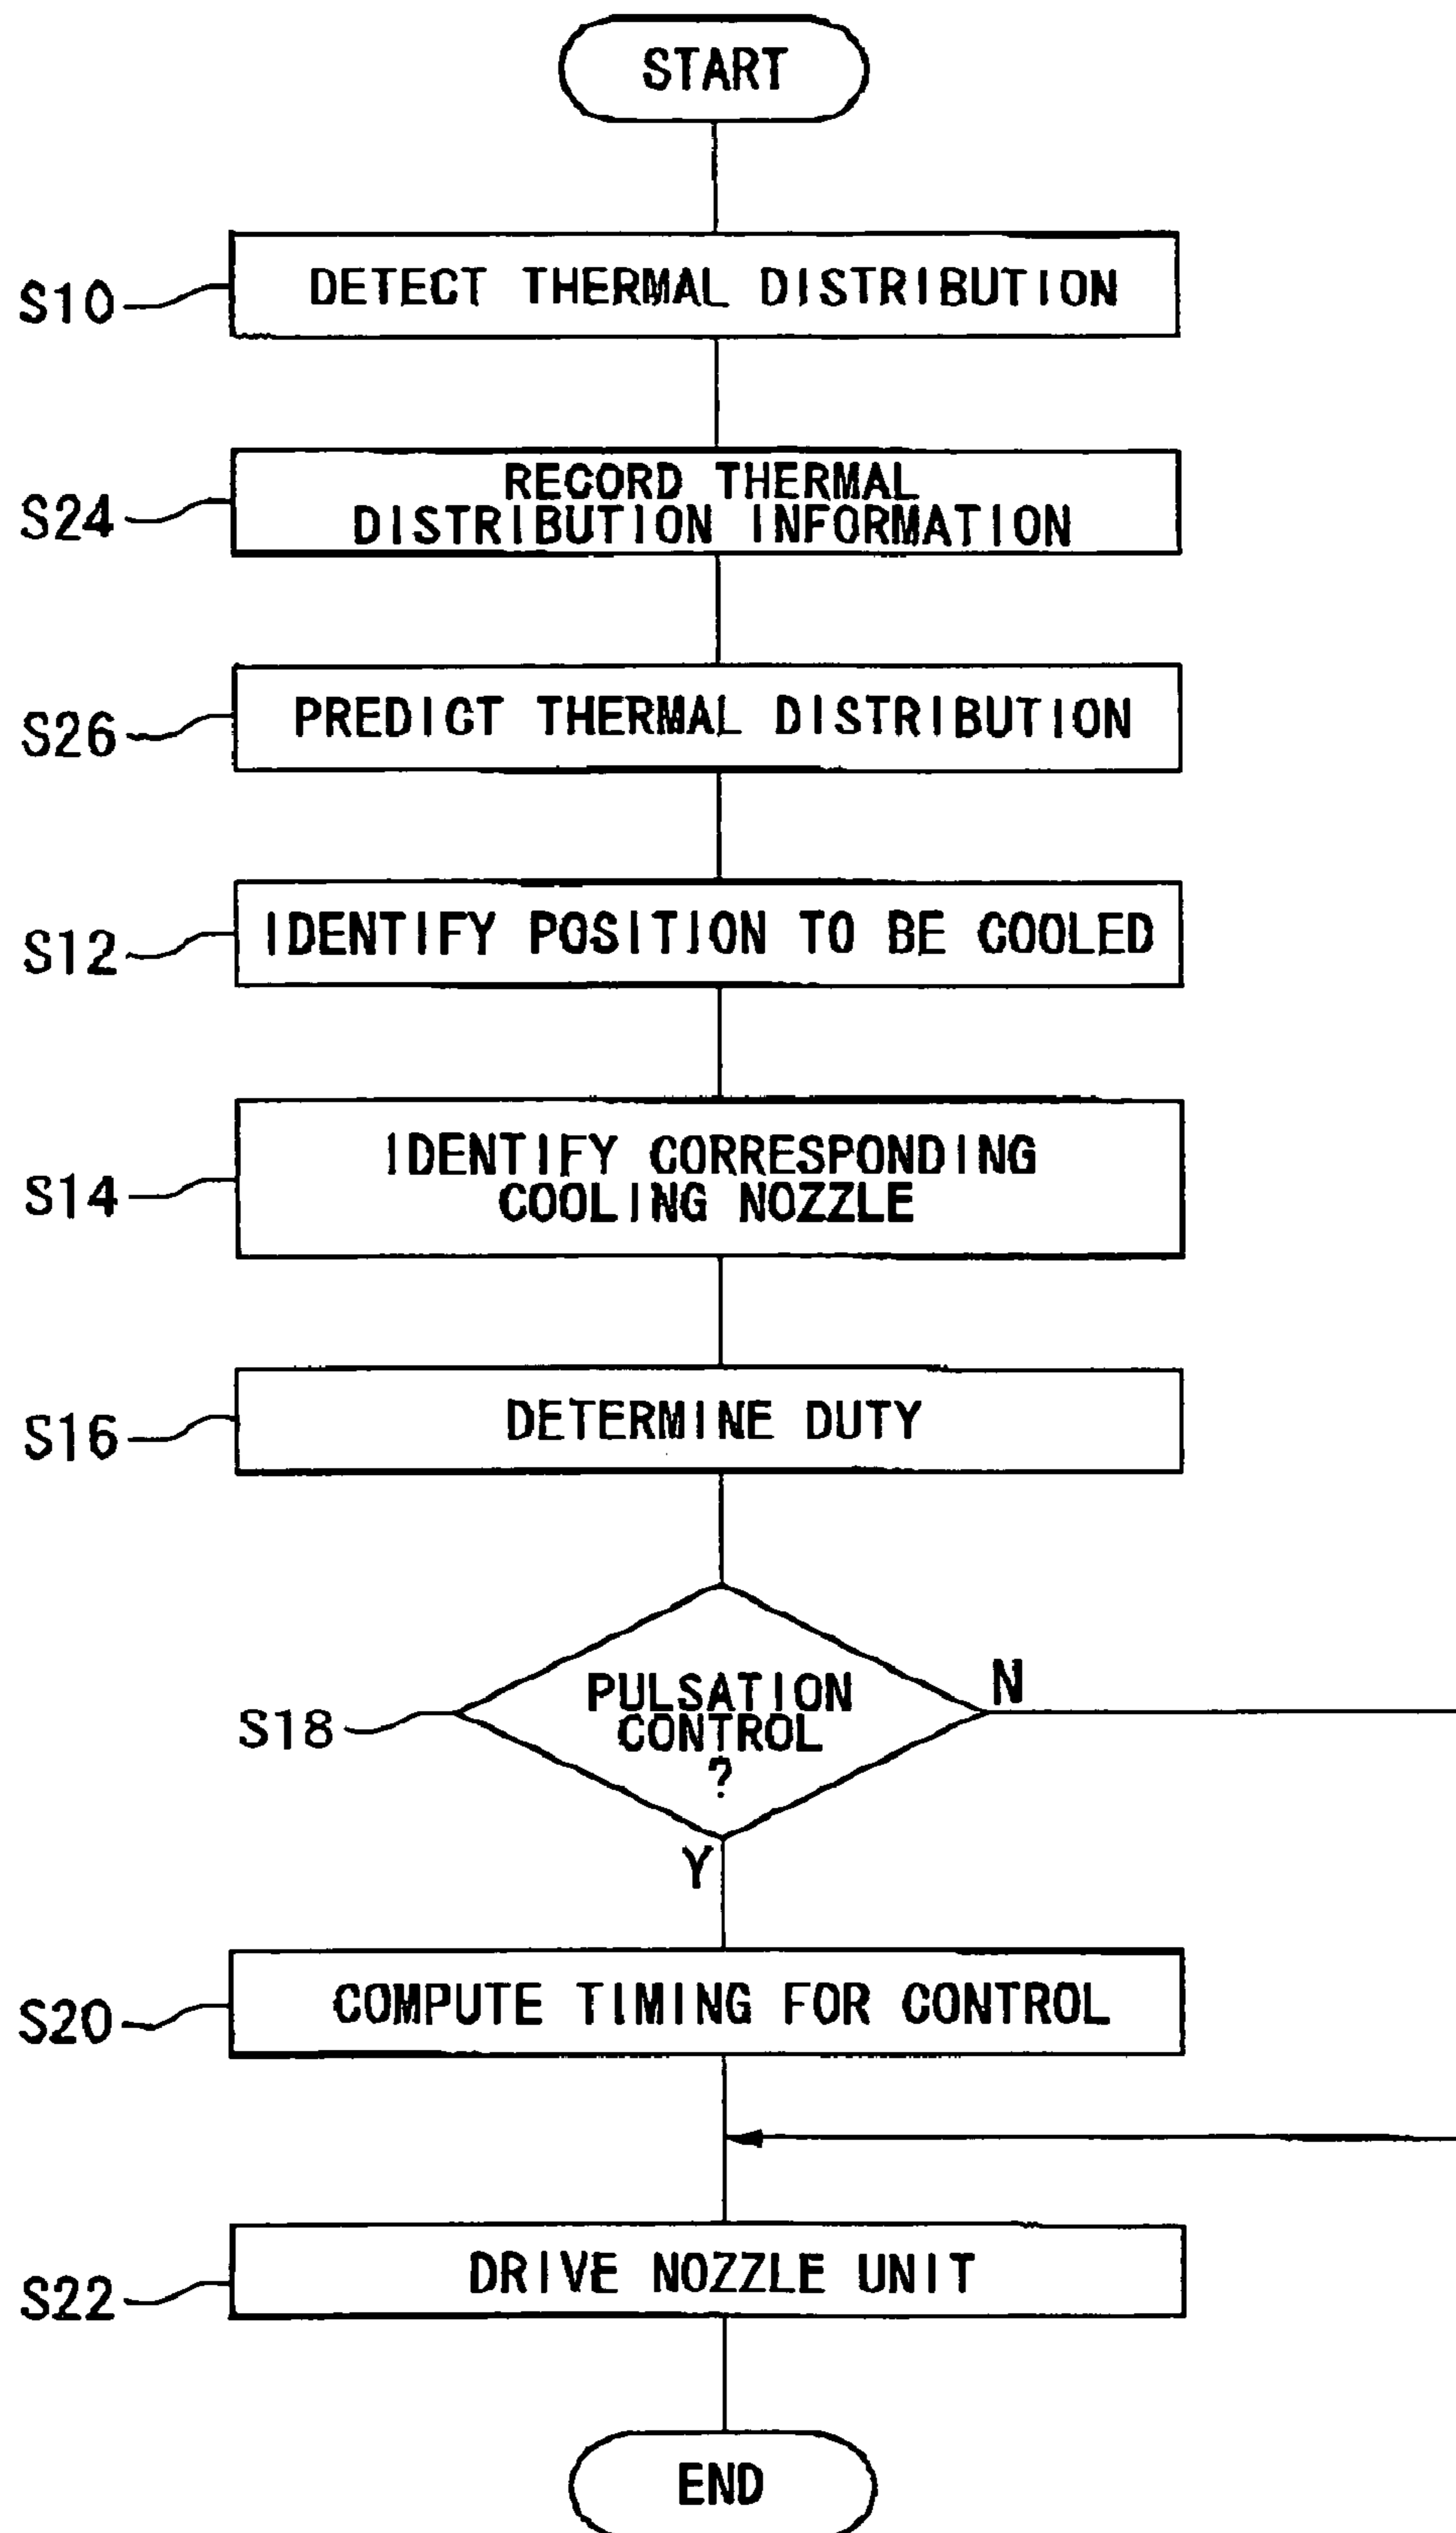 START
S10
DETECT THERMAL DISTRIBUTION
S24
RECORD THERMAL
DISTRIBUTION INFORMATION
S26
PREDICT THERMAL DISTRIBUTION
S12
IDENTIFY POSITION TO BE COOLED
S14
IDENTIFY CORRESPONDING
COOLING NOZZLE
S16
DETERMINE DUTY
S18
PULSATION
CONTROL
?
N
Y
S20
COMPUTE TIMING FOR CONTROL
S22
DRIVE NOZZLE UNIT
END